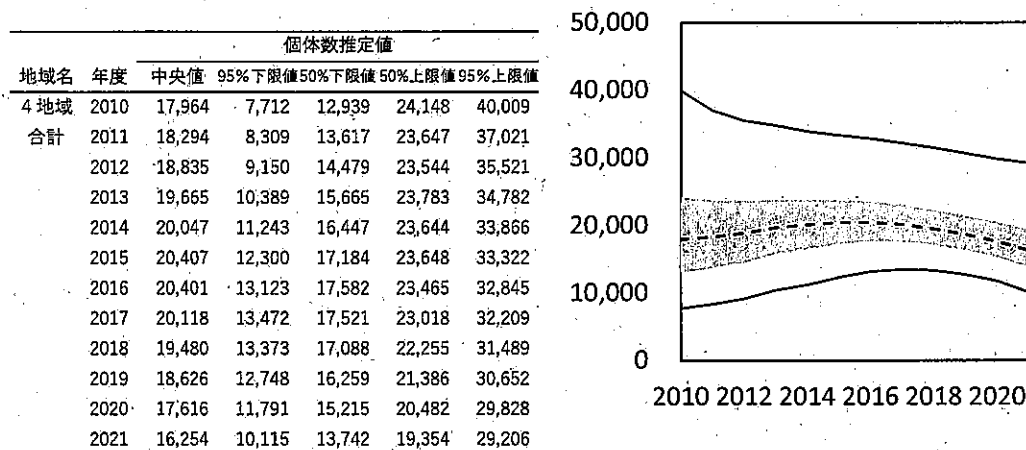 個体数推定値
地域名 年度 中央値 95%下限値 50%下限値 50%上限値 95%上限値
4地域 2010 17,964 7,712 12,939 24,148 40,009
合計 2011 18,294 8,309 13,617 23,647 37,021
2012 18,835 9,150 14,479 23,544 35,521
2013 19,665 10,389 15,665 23,783 34,782
2014 20,047 11,243 16,447 23,644 33,866
2015 20,407 12,300 17,184 23,648 33,322
2016 20,401 13,123 17,582 23,465 32,845
2017 20,118 13,472 17,521 23,018 32,209
2018 19,480 13,373 17,088 22,255 31,489
2019 18,626 12,748 16,259 21,386 30,652
2020 17,616 11,791 15,215 20,482 29,828
2021 16,254 10,115 13,742 19,354 29,206
50,000
40,000
30,000
20,000
10,000
0
2010 2012 2014 2016 2018 2020